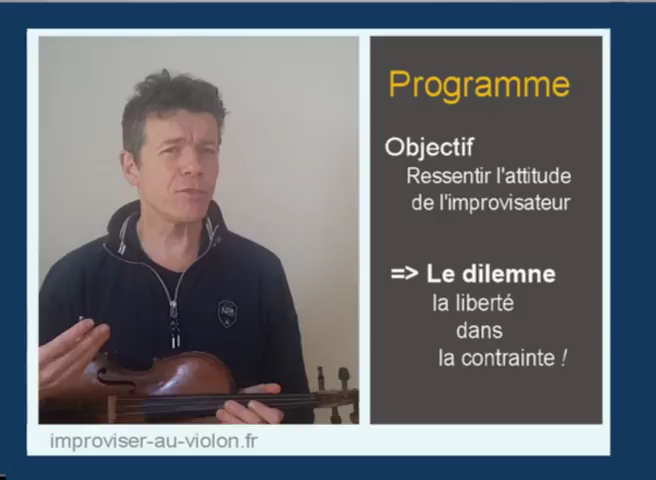 Programme
Objectif
Ressentir l'attitude
de l'improvisateur
=> Le dilemne
la liberté
dans
la contrainte !
improviser-au-violon.fr